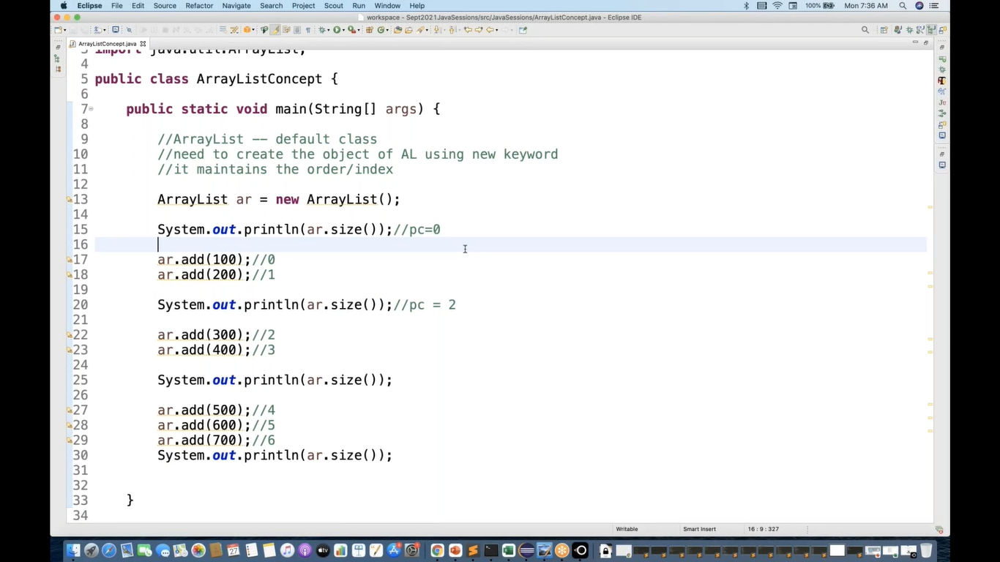 Eclipse File Edit Source Refactor Navigate Search Project Scout Run Window Help 100% Mon 7:36 AM
workspace - Sept2021JavaSessions/src/JavaSessions/ArrayListConcept.java - Eclipse IDE
ArrayListConcept.java
3 import java.util.ArrayList;
4
5 public class ArrayListConcept {
6
7 public static void main(String[] args) {
8
9 //ArrayList -- default class
10 //need to create the object of AL using new keyword
11 //it maintains the order/index
12
13 ArrayList ar = new ArrayList();
14
15 System.out.println(ar.size());//pc=0
16
17 ar.add(100);//0
18 ar.add(200);//1
19
20 System.out.println(ar.size());//pc = 2
21
22 ar.add(300);//2
23 ar.add(400);//3
24
25 System.out.println(ar.size());
26
27 ar.add(500);//4
28 ar.add(600);//5
29 ar.add(700);//6
30 System.out.println(ar.size());
31
32
33 }
34
Writable Smart Insert 16 : 9 : 327